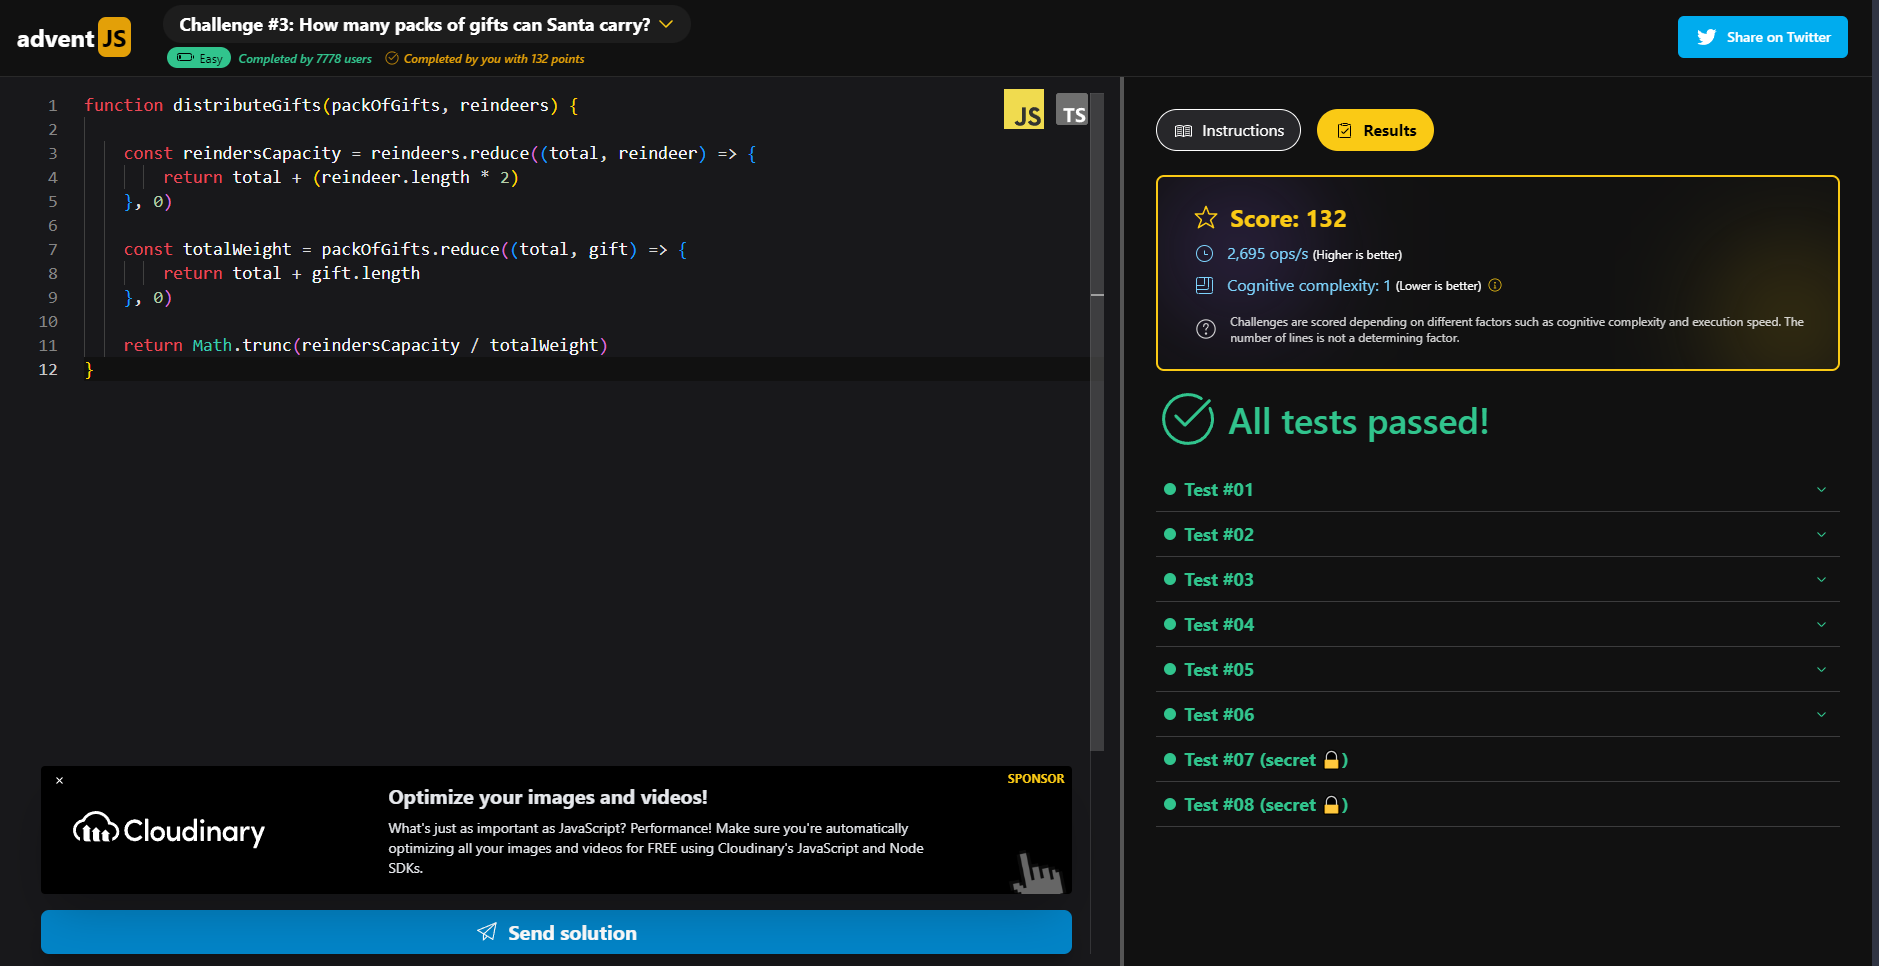 advent JS
Challenge #3: How many packs of gifts can Santa carry?
Easy Completed by 7778 users Completed by you with 132 points
Share on Twitter
1 function distributeGifts(packOfGifts, reindeers) {
2
3 const reindersCapacity = reindeers.reduce((total, reindeer) => {
4 return total + (reindeer.length * 2)
5 }, 0)
6
7 const totalWeight = packOfGifts.reduce((total, gift) => {
8 return total + gift.length
9 }, 0)
10
11 return Math.trunc(reindersCapacity / totalWeight)
12 }
JS TS
SPONSOR
Cloudinary
Optimize your images and videos!
What's just as important as JavaScript? Performance! Make sure you're automatically
optimizing all your images and videos for FREE using Cloudinary's JavaScript and Node
SDKs.
Send solution
Instructions Results
Score: 132
2,695 ops/s (Higher is better)
Cognitive complexity: 1 (Lower is better)
Challenges are scored depending on different factors such as cognitive complexity and execution speed. The
number of lines is not a determining factor.
All tests passed!
Test #01
Test #02
Test #03
Test #04
Test #05
Test #06
Test #07 (secret 🔒)
Test #08 (secret 🔒)